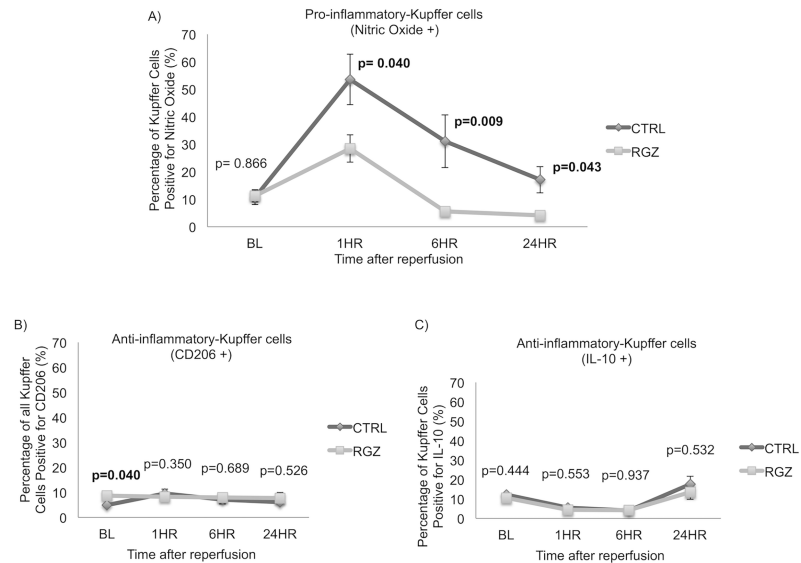 A)
Pro-inflammatory-Kupffer cells
(Nitric Oxide +)
Percentage of Kupffer Cells
Positive for Nitric Oxide (%)
70
60
50
40
30
20
10
0
p= 0.866
p= 0.040
p=0.009
p=0.043
CTRL
RGZ
BL
1HR
6HR
24HR
Time after reperfusion
B)
Anti-inflammatory-Kupffer cells
(CD206 +)
Percentage of all Kupffer
Cells Positive for CD206 (%)
70
60
50
40
30
20
10
0
p=0.040
p=0.350
p=0.689
p=0.526
CTRL
RGZ
BL
1HR
6HR
24HR
Time after reperfusion
C)
Anti-inflammatory-Kupffer cells
(IL-10 +)
Percentage of Kupffer Cells
Positive for IL-10 (%)
70
60
50
40
30
20
10
0
p=0.444
p=0.553
p=0.937
p=0.532
CTRL
RGZ
BL
1HR
6HR
24HR
Time after reperfusion